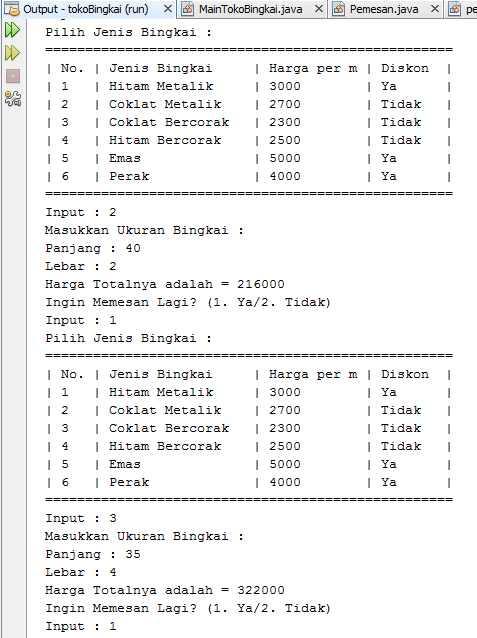 Output - tokoBingkai (run) MainTokoBingkai.java Pemesan.java pe
Pilih Jenis Bingkai :
===================================================
| No. | Jenis Bingkai | Harga per m | Diskon |
| 1 | Hitam Metalik | 3000 | Ya |
| 2 | Coklat Metalik | 2700 | Tidak |
| 3 | Coklat Bercorak | 2300 | Tidak |
| 4 | Hitam Bercorak | 2500 | Tidak |
| 5 | Emas | 5000 | Ya |
| 6 | Perak | 4000 | Ya |
===================================================
Input : 2
Masukkan Ukuran Bingkai :
Panjang : 40
Lebar : 2
Harga Totalnya adalah = 216000
Ingin Memesan Lagi? (1. Ya/2. Tidak)
Input : 1
Pilih Jenis Bingkai :
===================================================
| No. | Jenis Bingkai | Harga per m | Diskon |
| 1 | Hitam Metalik | 3000 | Ya |
| 2 | Coklat Metalik | 2700 | Tidak |
| 3 | Coklat Bercorak | 2300 | Tidak |
| 4 | Hitam Bercorak | 2500 | Tidak |
| 5 | Emas | 5000 | Ya |
| 6 | Perak | 4000 | Ya |
===================================================
Input : 3
Masukkan Ukuran Bingkai :
Panjang : 35
Lebar : 4
Harga Totalnya adalah = 322000
Ingin Memesan Lagi? (1. Ya/2. Tidak)
Input : 1